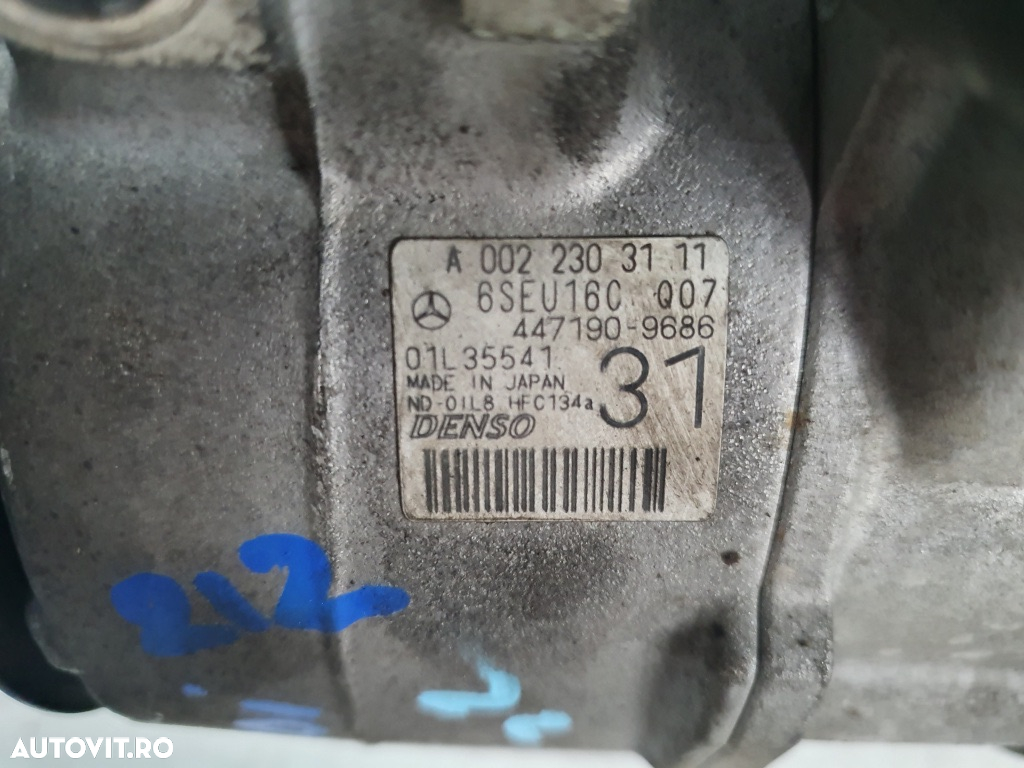 A 002 230 31 11
6SEU16C Q07
447190-9686
01L35541
31
MADE IN JAPAN
ND-OIL8 HFC134a
DENSO
212
AUTOVIT.RO